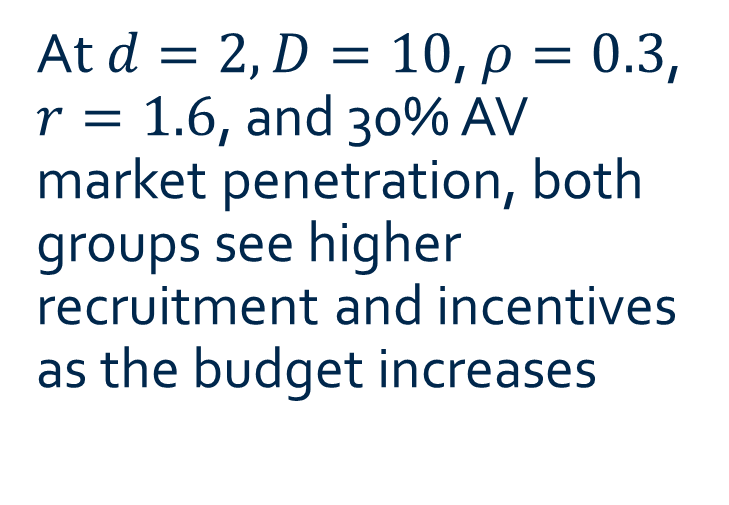 At 𝑑 = 2, 𝐷 = 10, 𝜌 = 0.3,
𝑟 = 1.6, and 30% AV
market penetration, both
groups see higher
recruitment and incentives
as the budget increases